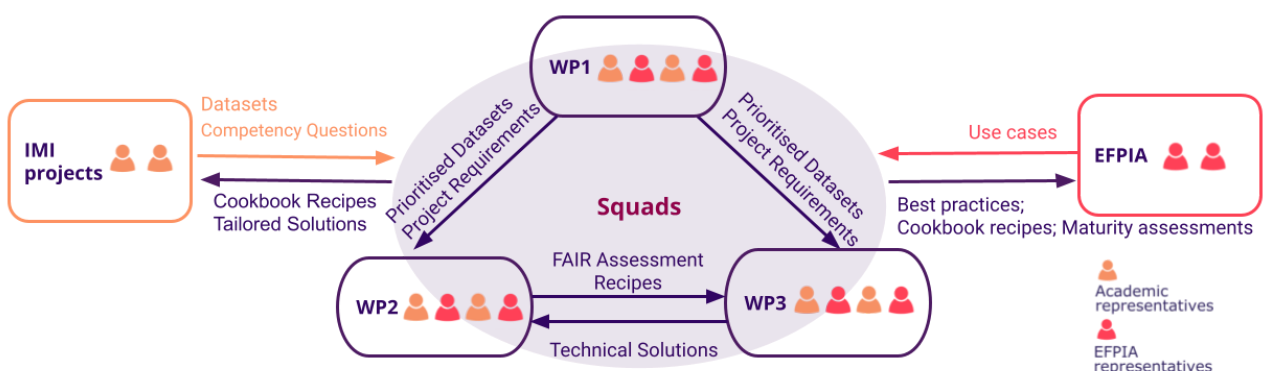 WP1
Datasets
Competency Questions
IMI
projects
Cookbook Recipes
Tailored Solutions
Prioritised Datasets
Project Requirements
Prioritised Datasets
Project Requirements
Squads
Use cases
EFPIA
Best practices;
Cookbook recipes; Maturity assessments
FAIR Assessment
Recipes
WP2
WP3
Technical Solutions
Academic
representatives
EFPIA
representatives